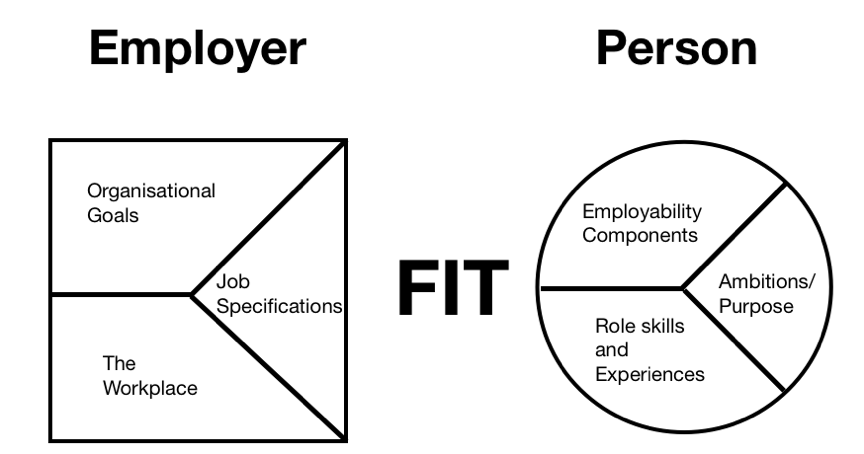 Employer
Person
Organisational
Goals
Job
Specifications
The
Workplace
FIT
Employability
Components
Ambitions/
Purpose
Role skills
and
Experiences